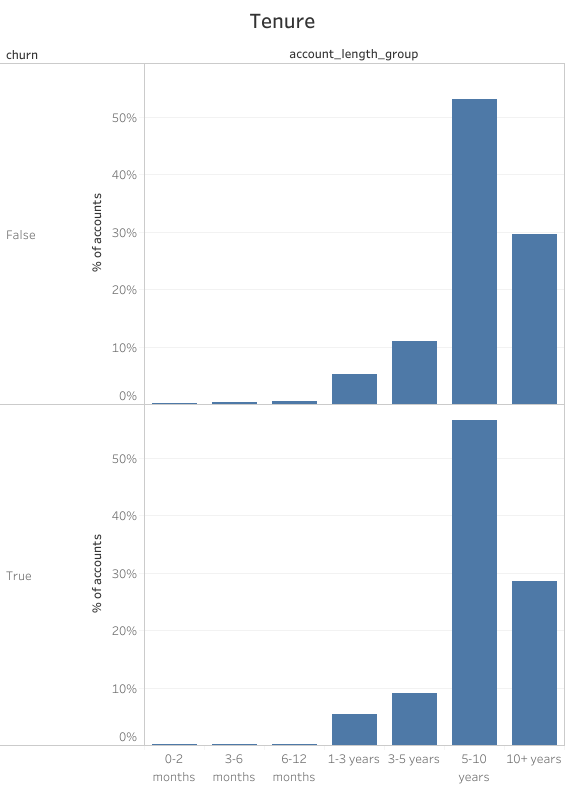 Tenure
churn
account_length_group
False
% of accounts
50%
40%
30%
20%
10%
0%
True
% of accounts
50%
40%
30%
20%
10%
0%
0-2 months
3-6 months
6-12 months
1-3 years
3-5 years
5-10 years
10+ years